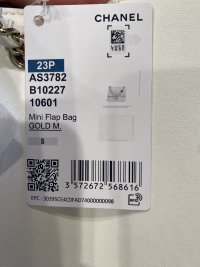 CHANEL
23P
AS3782
B10227
10601
Mini Flap Bag
GOLD M.
S
3 572672 568616